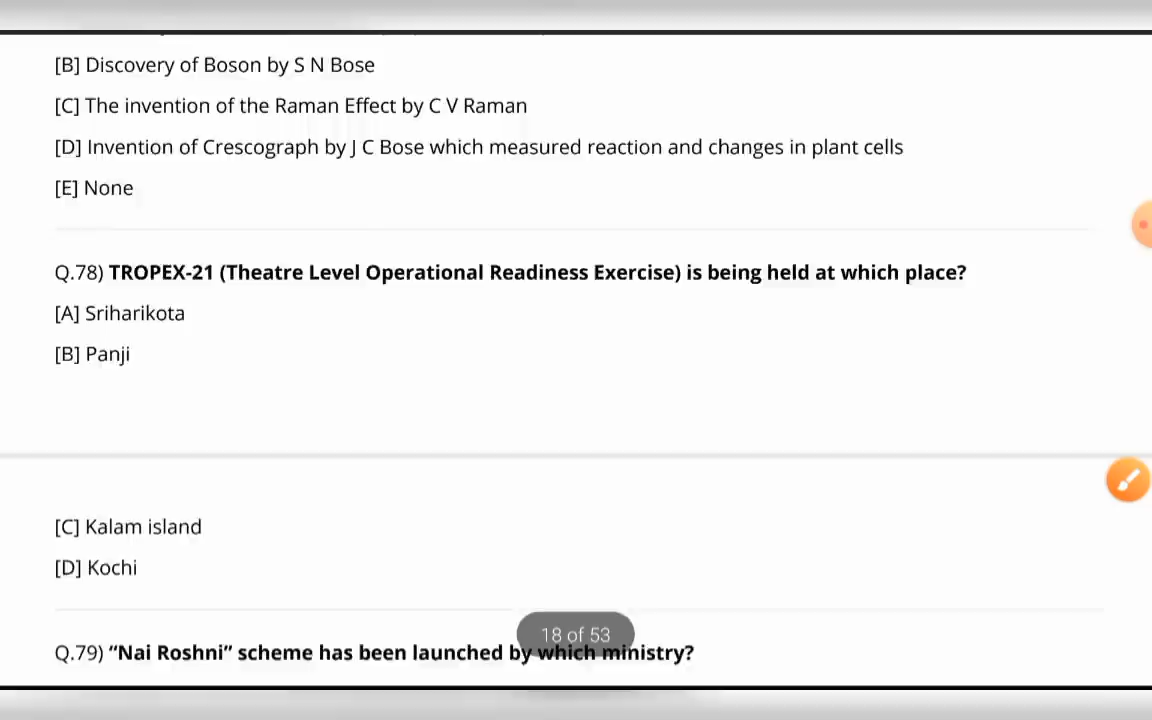 [B] Discovery of Boson by S N Bose
[C] The invention of the Raman Effect by C V Raman
[D] Invention of Crescograph by J C Bose which measured reaction and changes in plant cells
[E] None
Q.78) TROPEX-21 (Theatre Level Operational Readiness Exercise) is being held at which place?
[A] Sriharikota
[B] Panji
[C] Kalam island
[D] Kochi
18 of 53
Q.79) “Nai Roshni” scheme has been launched by which ministry?